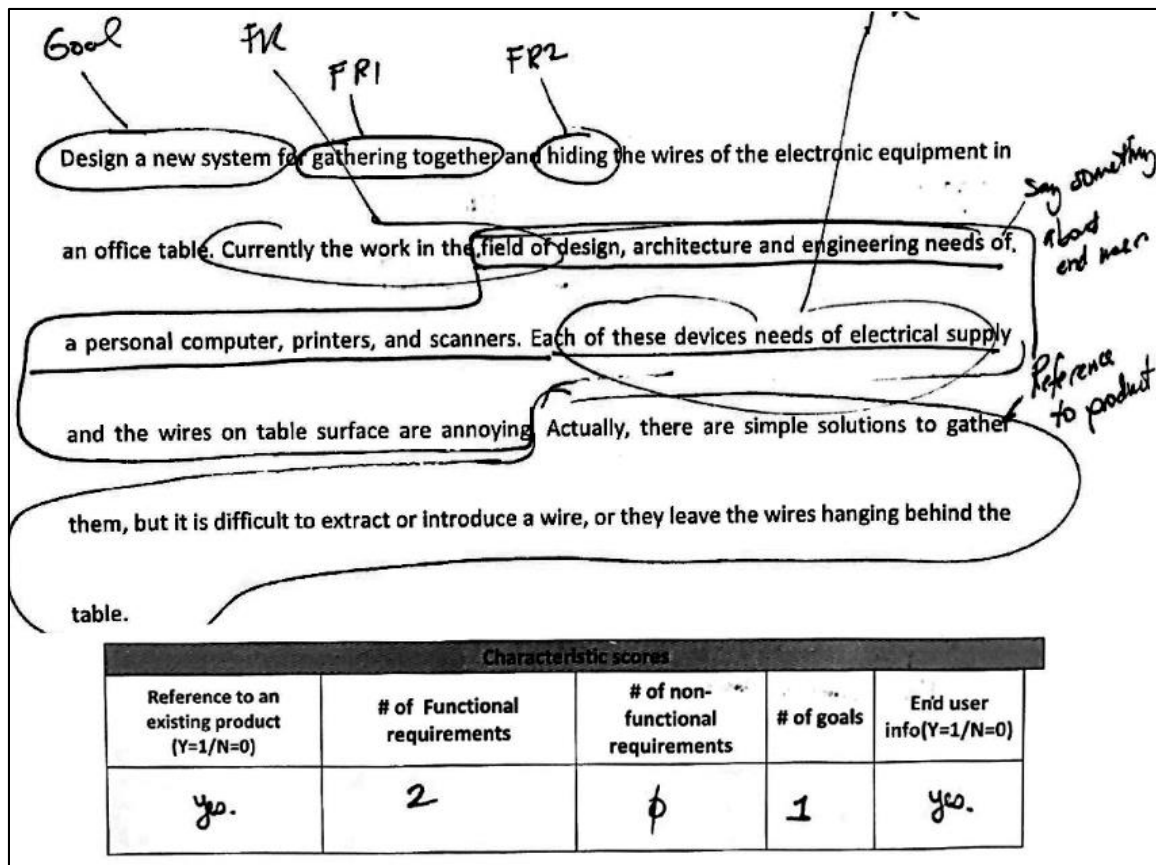 Goal
FR
FR1
FR2
Design a new system for gathering together and hiding the wires of the electronic equipment in
an office table. Currently the work in the field of design, architecture and engineering needs of.
a personal computer, printers, and scanners. Each of these devices needs of electrical supply
and the wires on table surface are annoying. Actually, there are simple solutions to gather
them, but it is difficult to extract or introduce a wire, or they leave the wires hanging behind the
table.
Say something
about
end user
Reference
to product
Characteristic scores
Reference to an existing product (Y=1/N=0)
# of Functional requirements
# of non-functional requirements
# of goals
End user info(Y=1/N=0)
yes.
2
φ
1
yes.